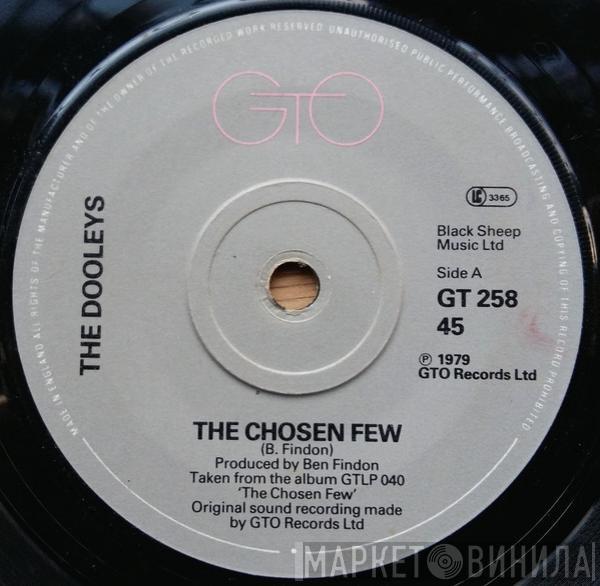 MADE IN ENGLAND ALL RIGHTS OF THE MANUFACTURER AND OF THE OWNER OF THE RECORDED WORK RESERVED UNAUTHORISED PUBLIC PERFORMANCE BROADCASTING AND COPYING OF THIS RECORD PROHIBITED
GTO
THE DOOLEYS
LC 3365
Black Sheep
Music Ltd
Side A
GT 258
45
Ⓟ 1979
GTO Records Ltd
THE CHOSEN FEW
(B. Findon)
Produced by Ben Findon
Taken from the album GTLP 040
'The Chosen Few'
Original sound recording made
by GTO Records Ltd
МАРКЕТ ВИНИЛА